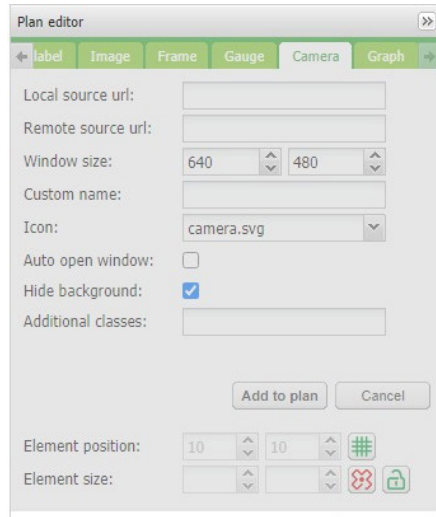 Plan editor
label Image Frame Gauge Camera Graph
Local source url:
Remote source url:
Window size: 640 480
Custom name:
Icon: camera.svg
Auto open window:
Hide background:
Additional classes:
Add to plan Cancel
Element position: 10 10
Element size: